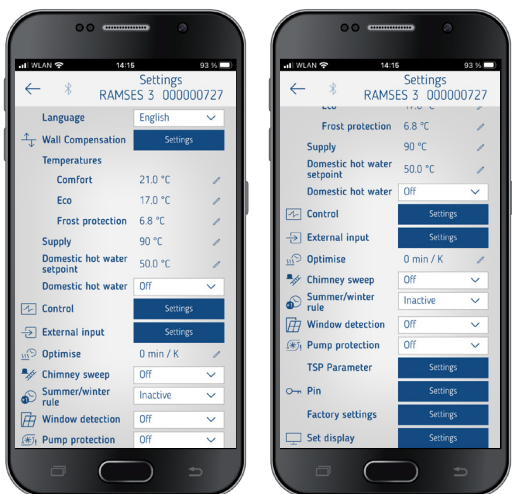 WLAN 14:15 93 %
Settings
RAMSES 3 000000727
Language English
Wall Compensation Settings
Temperatures
Comfort 21.0 °C
Eco 17.0 °C
Frost protection 6.8 °C
Supply 90 °C
Domestic hot water
setpoint 50.0 °C
Domestic hot water Off
Control Settings
External input Settings
Optimise 0 min / K
Chimney sweep Off
Summer/winter
rule Inactive
Window detection Off
Pump protection Off
WLAN 14:15 93 %
Settings
RAMSES 3 000000727
Eco 17.0 °C
Frost protection 6.8 °C
Supply 90 °C
Domestic hot water
setpoint 50.0 °C
Domestic hot water Off
Control Settings
External input Settings
Optimise 0 min / K
Chimney sweep Off
Summer/winter
rule Inactive
Window detection Off
Pump protection Off
TSP Parameter Settings
Pin Settings
Factory settings Settings
Set display Settings